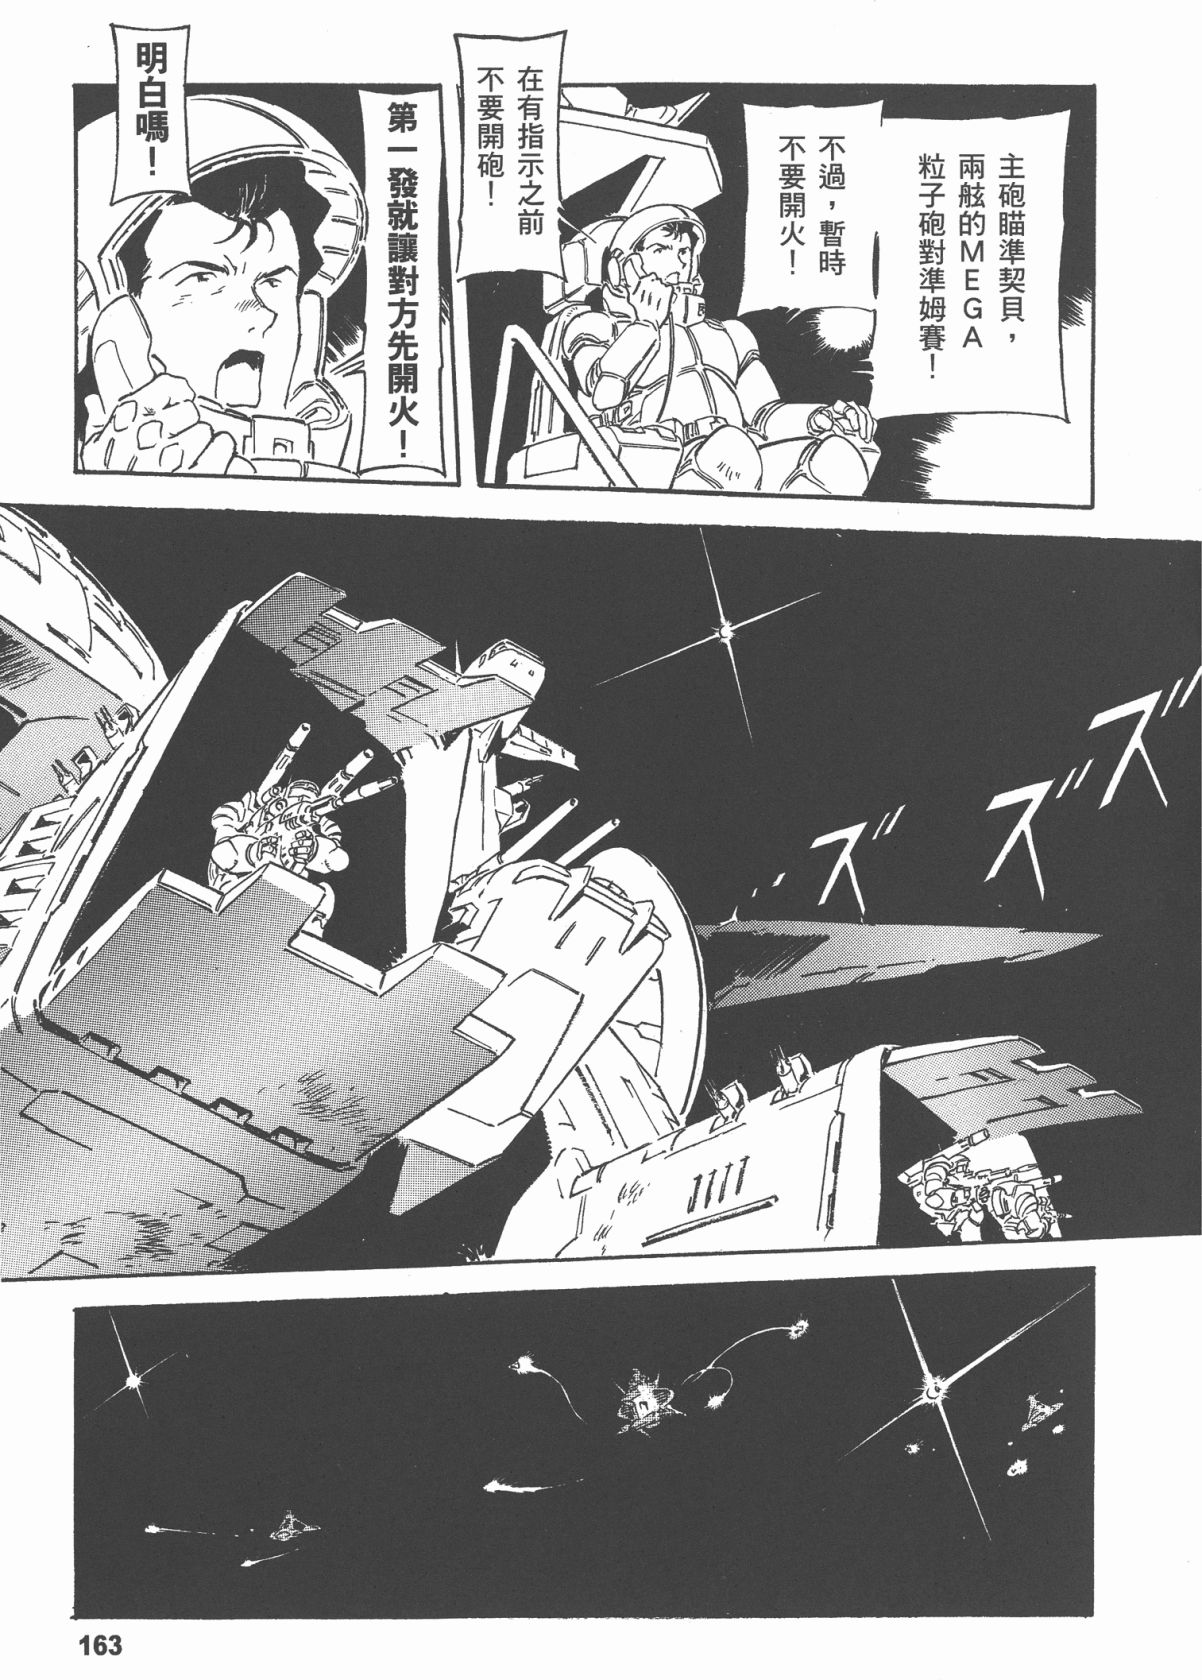 主砲瞄準契貝，
兩舷的MEGA
粒子砲對準姆賽！
不過，暫時
不要開火！
在有指示之前
不要開砲！
第一發就讓對方先開火！
明白嗎！
ズズズ
163